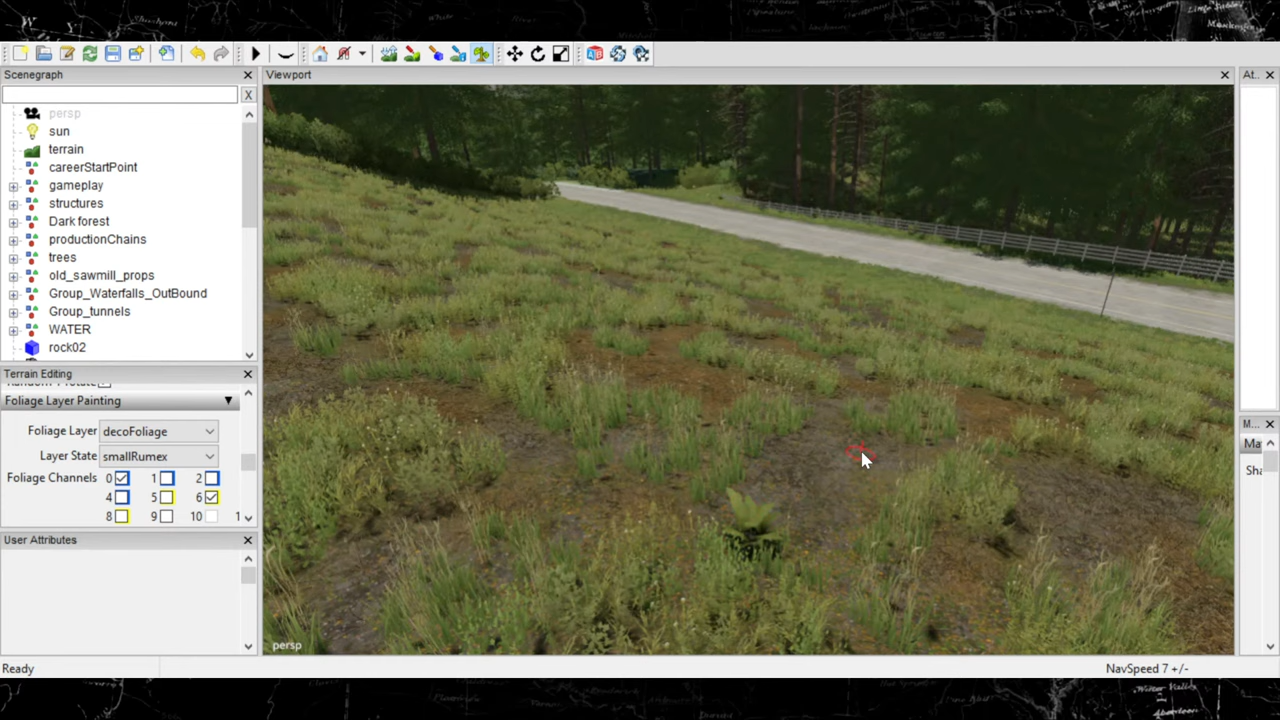 Scenegraph
X
persp
sun
terrain
careerStartPoint
gameplay
structures
Dark forest
productionChains
trees
old_sawmill_props
Group_Waterfalls_OutBound
Group_tunnels
WATER
rock02
Terrain Editing
Foliage Layer Painting
Foliage Layer decoFoliage
Layer State smallRumex
Foliage Channels 0 1 2
4 5 6
8 9 10 1
User Attributes
Ready
Viewport
persp
NavSpeed 7 +/-
At..
M...
Ma
Sha